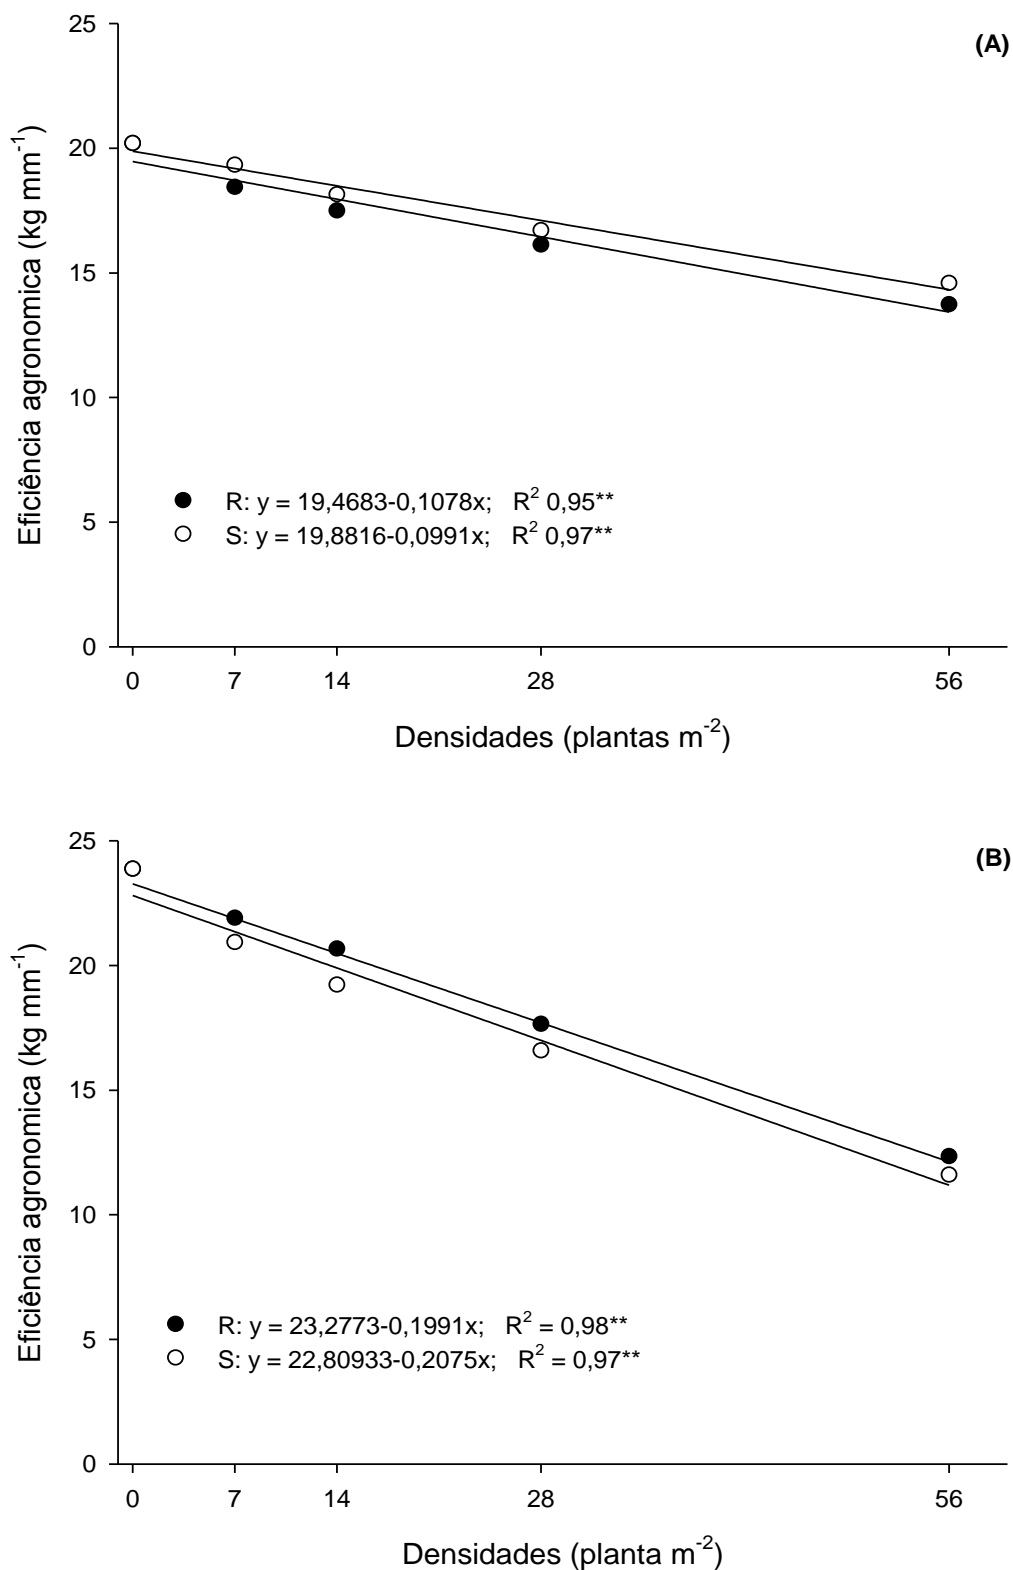 25
(A)
20
15
10
5
0
Eficiência agronomica (kg mm⁻¹)
R: y = 19,4683-0,1078x; R² 0,95**
S: y = 19,8816-0,0991x; R² 0,97**
0 7 14 28 56
Densidades (plantas m⁻²)
25
(B)
20
15
10
5
0
Eficiência agronomica (kg mm⁻¹)
R: y = 23,2773-0,1991x; R² = 0,98**
S: y = 22,80933-0,2075x; R² = 0,97**
0 7 14 28 56
Densidades (planta m⁻²)